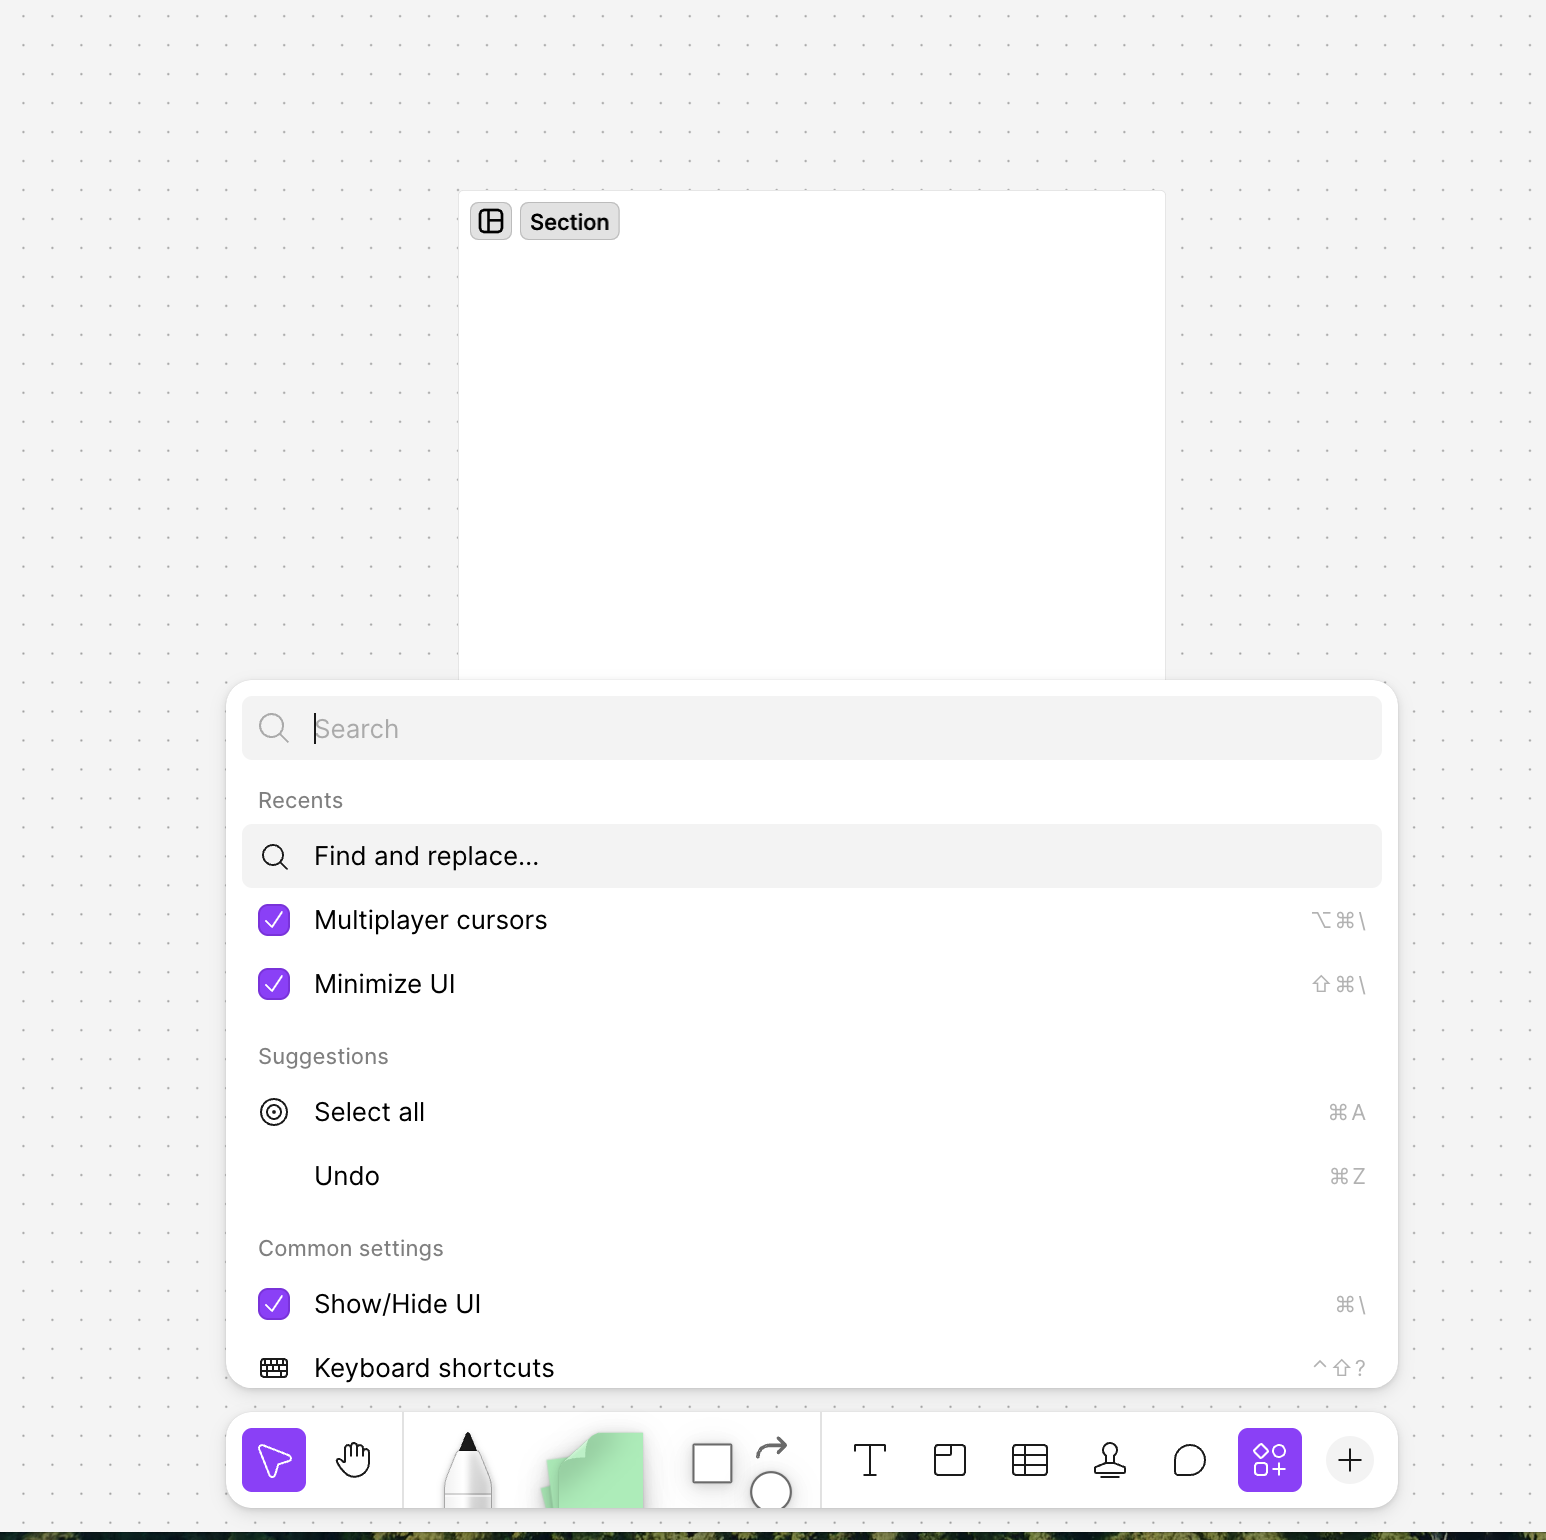 Section
Search
Recents
Find and replace...
Multiplayer cursors ⌥⌘\
Minimize UI ⇧⌘\
Suggestions
Select all ⌘A
Undo ⌘Z
Common settings
Show/Hide UI ⌘\
Keyboard shortcuts ^⇧?
T